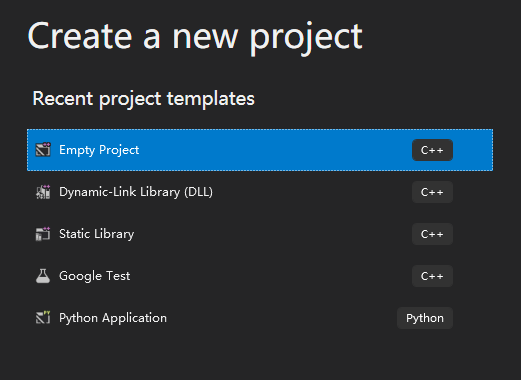 Create a new project
Recent project templates
Empty Project C++
Dynamic-Link Library (DLL) C++
Static Library C++
Google Test C++
Python Application Python